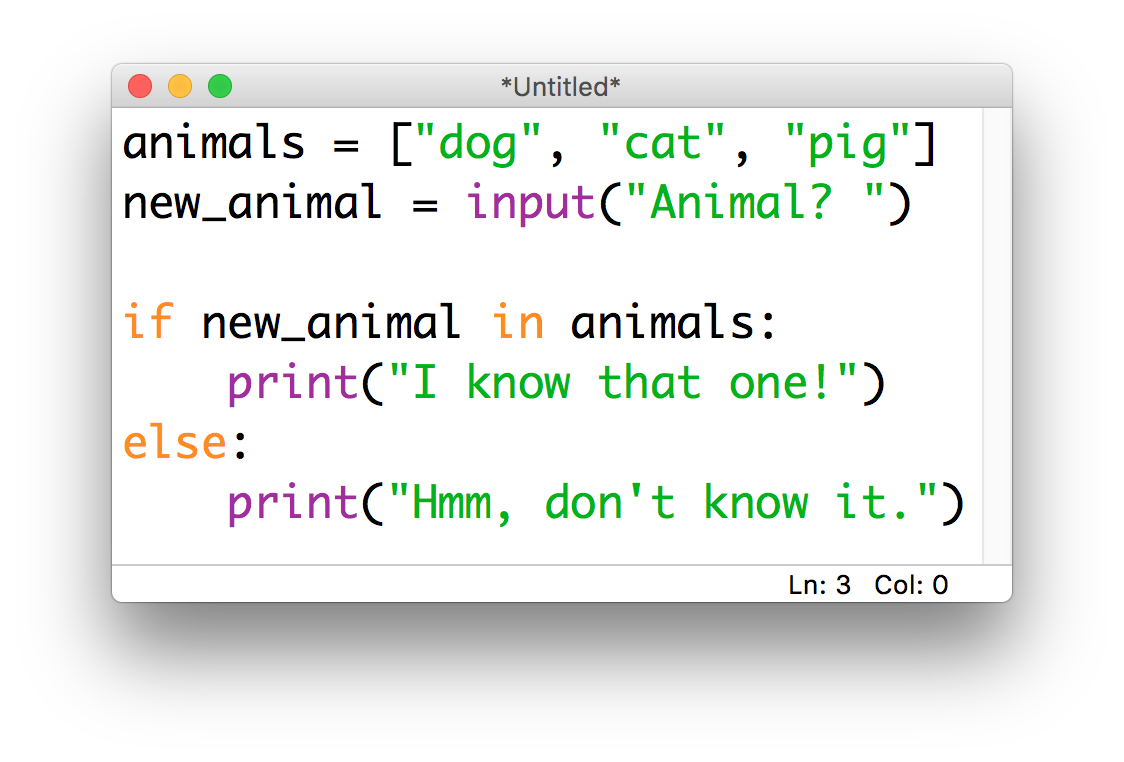 *Untitled*
animals = ["dog", "cat", "pig"]
new_animal = input("Animal? ")

if new_animal in animals:
    print("I know that one!")
else:
    print("Hmm, don't know it.")
Ln: 3 Col: 0